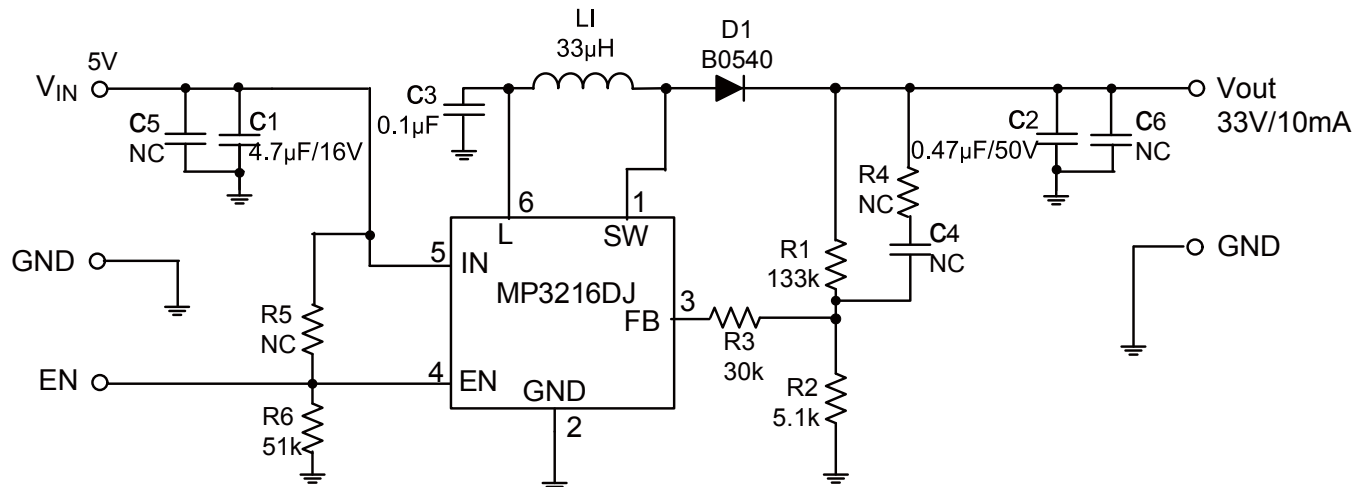 LI
33µH
D1
B0540
5V
VIN
C5
NC
C1
4.7µF/16V
C3
0.1µF
Vout
33V/10mA
C2
0.47µF/50V
C6
NC
R4
NC
C4
NC
6
L
1
SW
GND
5
IN
MP3216DJ
3
FB
R1
133k
GND
R5
NC
R3
30k
EN
4
EN
GND
2
R6
51k
R2
5.1k